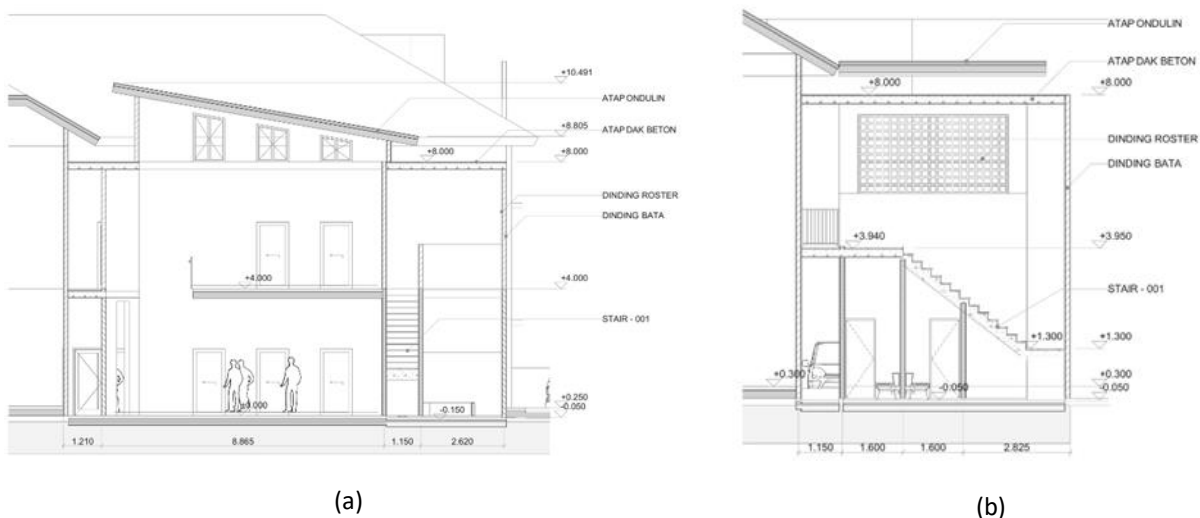 +10.491
ATAP ONDULIN
+8.805
ATAP DAK BETON
+8.000
+8.000
DINDING ROSTER
DINDING BATA
+4.000
+4.000
STAIR - 001
±0.000
-0.150
+0.250
-0.050
1.210
8.865
1.150
2.620
(a)
ATAP ONDULIN
ATAP DAK BETON
+8.000
+8.000
DINDING ROSTER
DINDING BATA
+3.940
+3.950
STAIR - 001
+1.300
+1.300
+0.300
-0.050
+0.300
-0.050
1.150
1.600
1.600
2.825
(b)